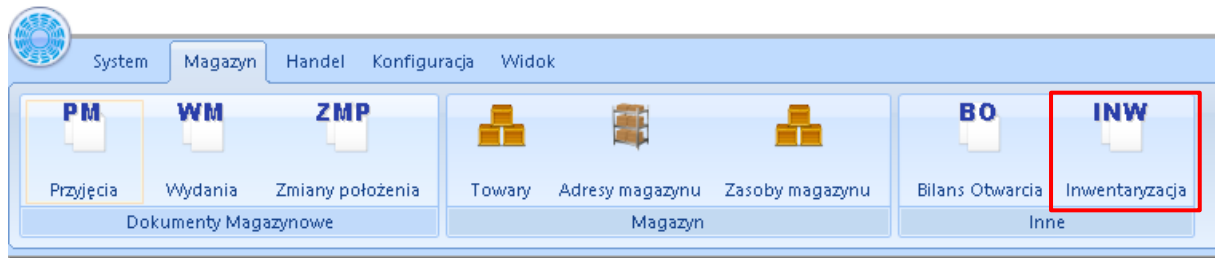 System Magazyn Handel Konfiguracja Widok
PM WM ZMP BO INW
Przyjęcia Wydania Zmiany położenia Towary Adresy magazynu Zasoby magazynu Bilans Otwarcia Inwentaryzacja
Dokumenty Magazynowe Magazyn Inne